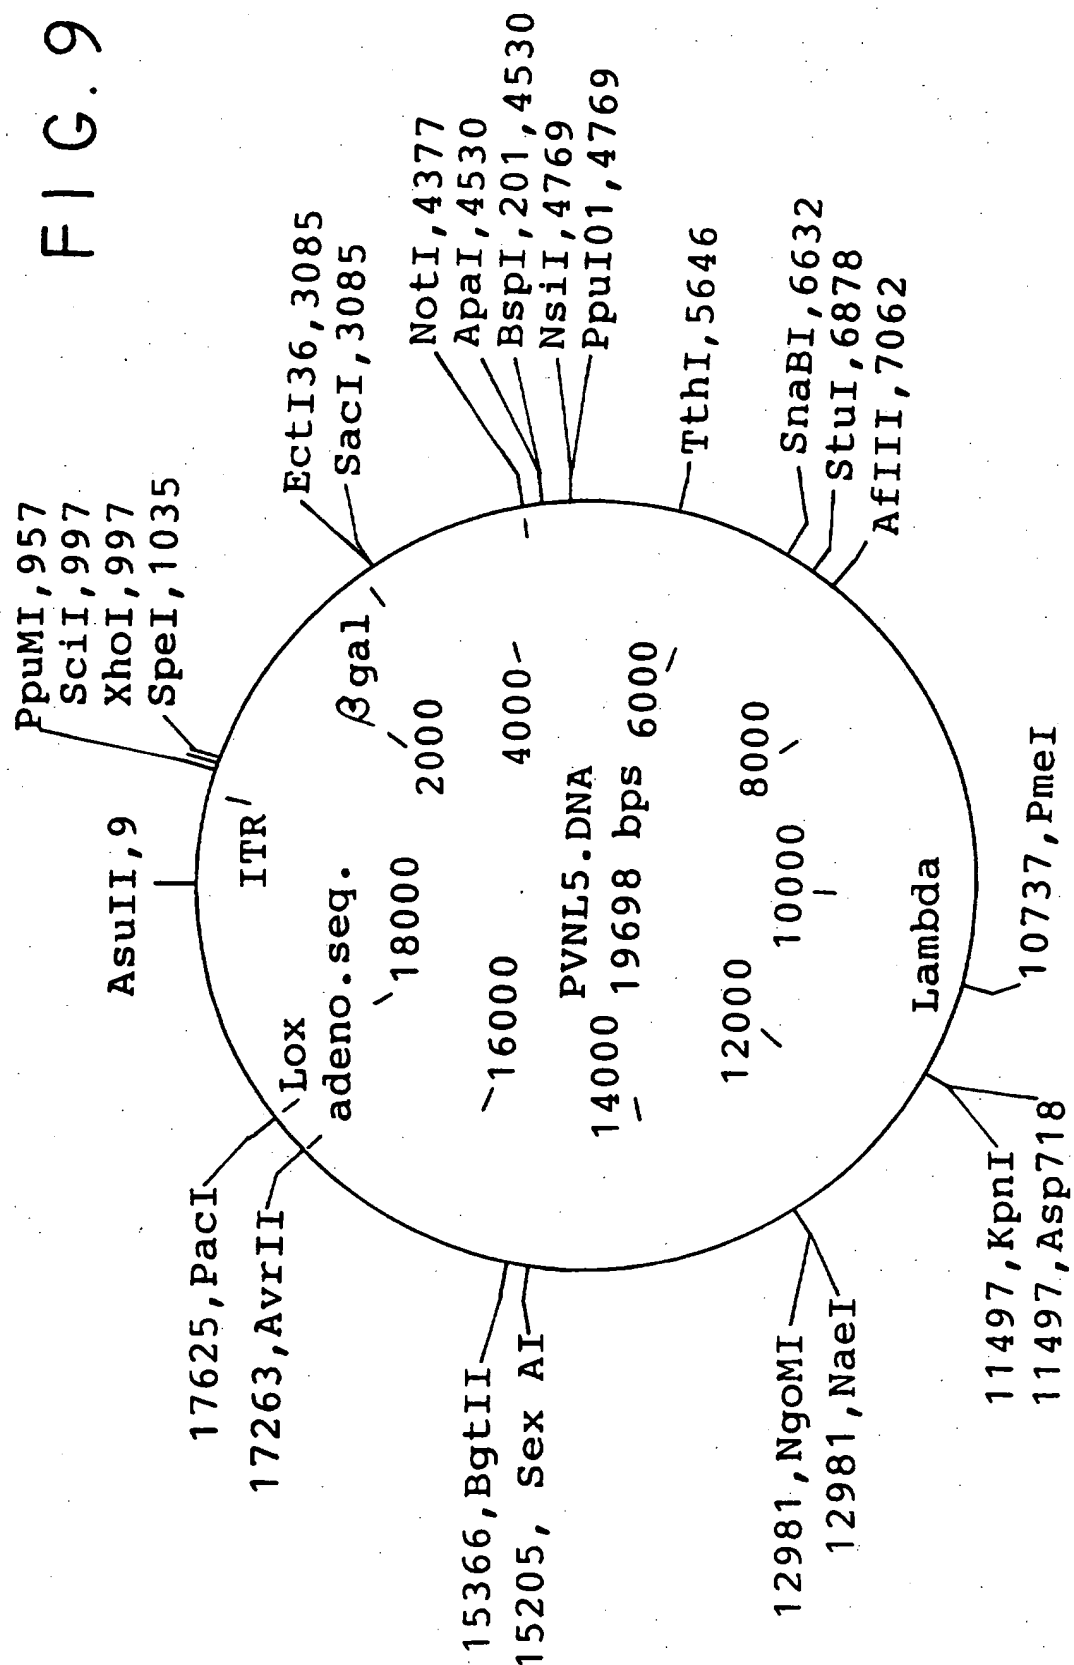 FIG.9
PpuMI,957
SciI,997
XhoI,997
SpeI,1035
AsuII,9
EctI36,3085
SacI,3085
NotI,4377
ApaI,4530
BspI,201,4530
NsiI,4769
PpuI01,4769
TthI,5646
SnaBI,6632
StuI,6878
AfIII,7062
10737,PmeI
11497,KpnI
11497,Asp718
12981,NgoMI
12981,NaeI
15205, Sex AI
15366,BgtII
17263,AvrII
17625,PacI
ITR
βgal
Lox
adeno.seq.
Lambda
2000
4000
6000
8000
10000
12000
14000
16000
18000
PVNL5.DNA
19698 bps